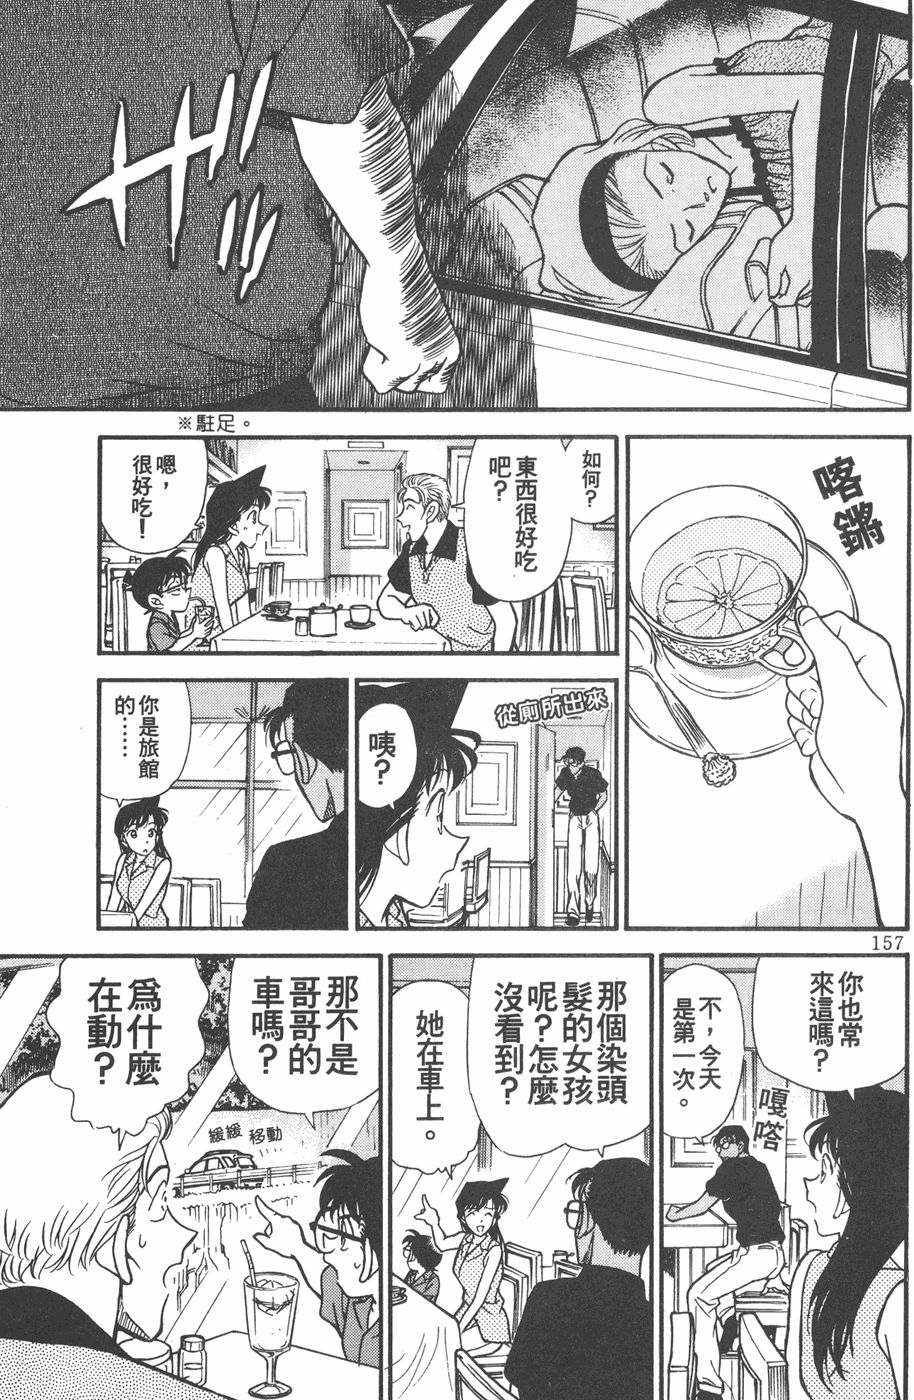 ザッ
※駐足。
喀鏘
如何?
東西很好吃
吧?
嗯,
很好吃!
從廁所出來
咦?
你是旅館
的……
157
你也常
來這嗎?
不,今天
是第一次。
嘎嗒
那個染頭
髮的女孩
呢?怎麼
沒看到?
她在車上。
那不是
哥哥的
車嗎?
緩緩移動
爲什麼
在動?